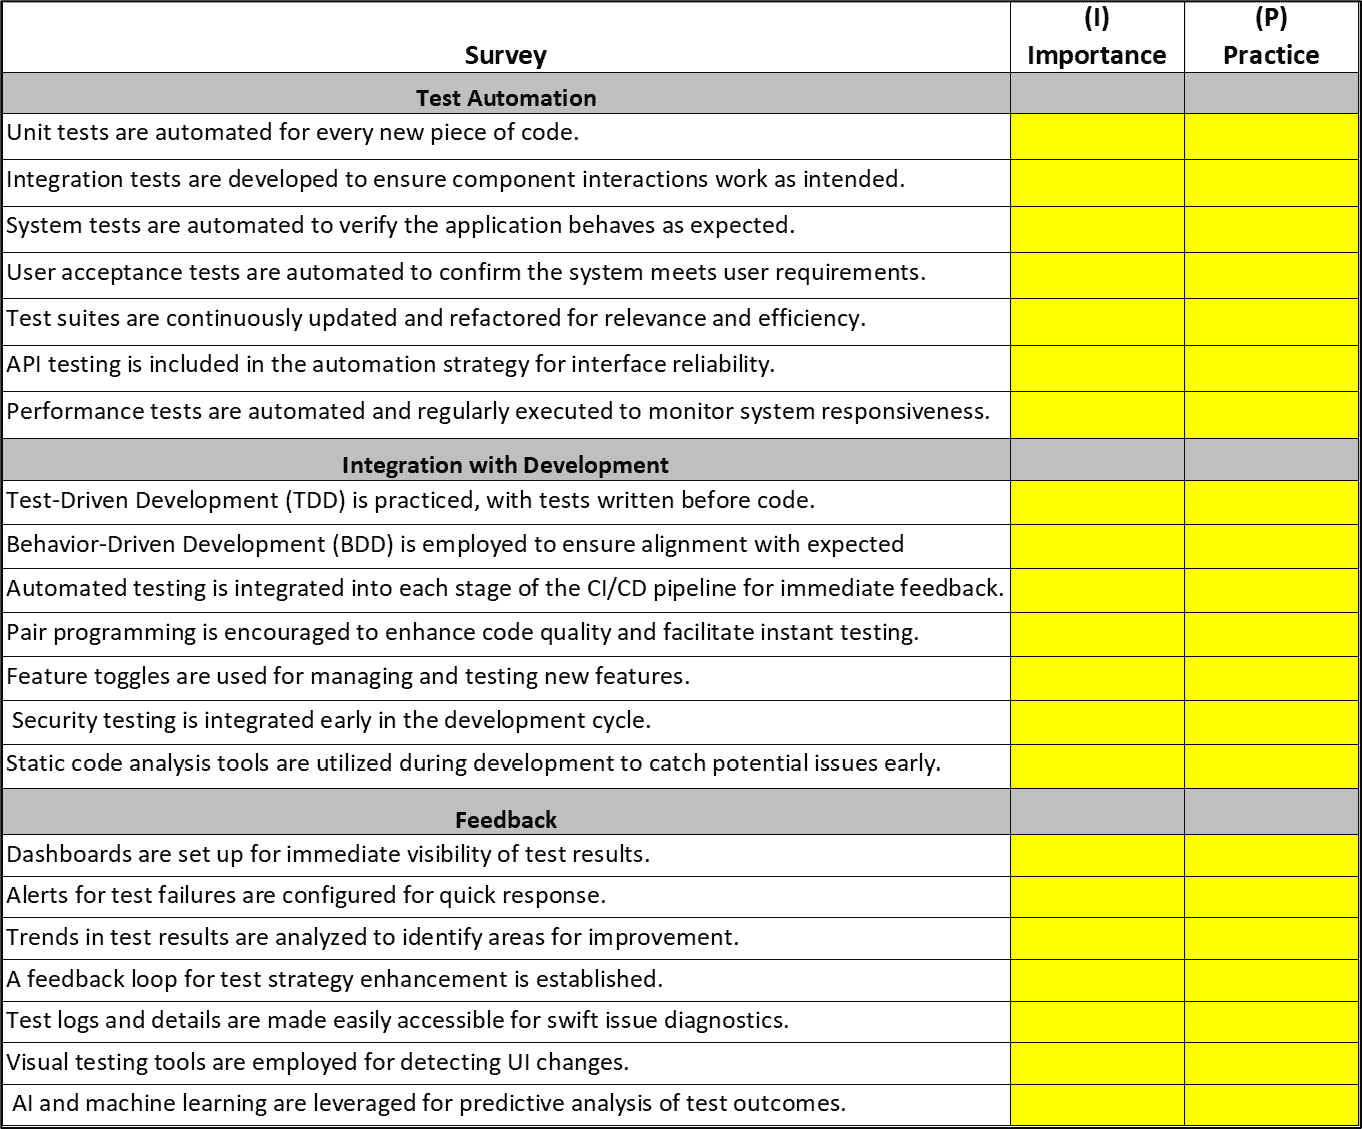 (I) (P)
Survey Importance Practice
Test Automation
Unit tests are automated for every new piece of code.
Integration tests are developed to ensure component interactions work as intended.
System tests are automated to verify the application behaves as expected.
User acceptance tests are automated to confirm the system meets user requirements.
Test suites are continuously updated and refactored for relevance and efficiency.
API testing is included in the automation strategy for interface reliability.
Performance tests are automated and regularly executed to monitor system responsiveness.
Integration with Development
Test-Driven Development (TDD) is practiced, with tests written before code.
Behavior-Driven Development (BDD) is employed to ensure alignment with expected
Automated testing is integrated into each stage of the CI/CD pipeline for immediate feedback.
Pair programming is encouraged to enhance code quality and facilitate instant testing.
Feature toggles are used for managing and testing new features.
Security testing is integrated early in the development cycle.
Static code analysis tools are utilized during development to catch potential issues early.
Feedback
Dashboards are set up for immediate visibility of test results.
Alerts for test failures are configured for quick response.
Trends in test results are analyzed to identify areas for improvement.
A feedback loop for test strategy enhancement is established.
Test logs and details are made easily accessible for swift issue diagnostics.
Visual testing tools are employed for detecting UI changes.
AI and machine learning are leveraged for predictive analysis of test outcomes.